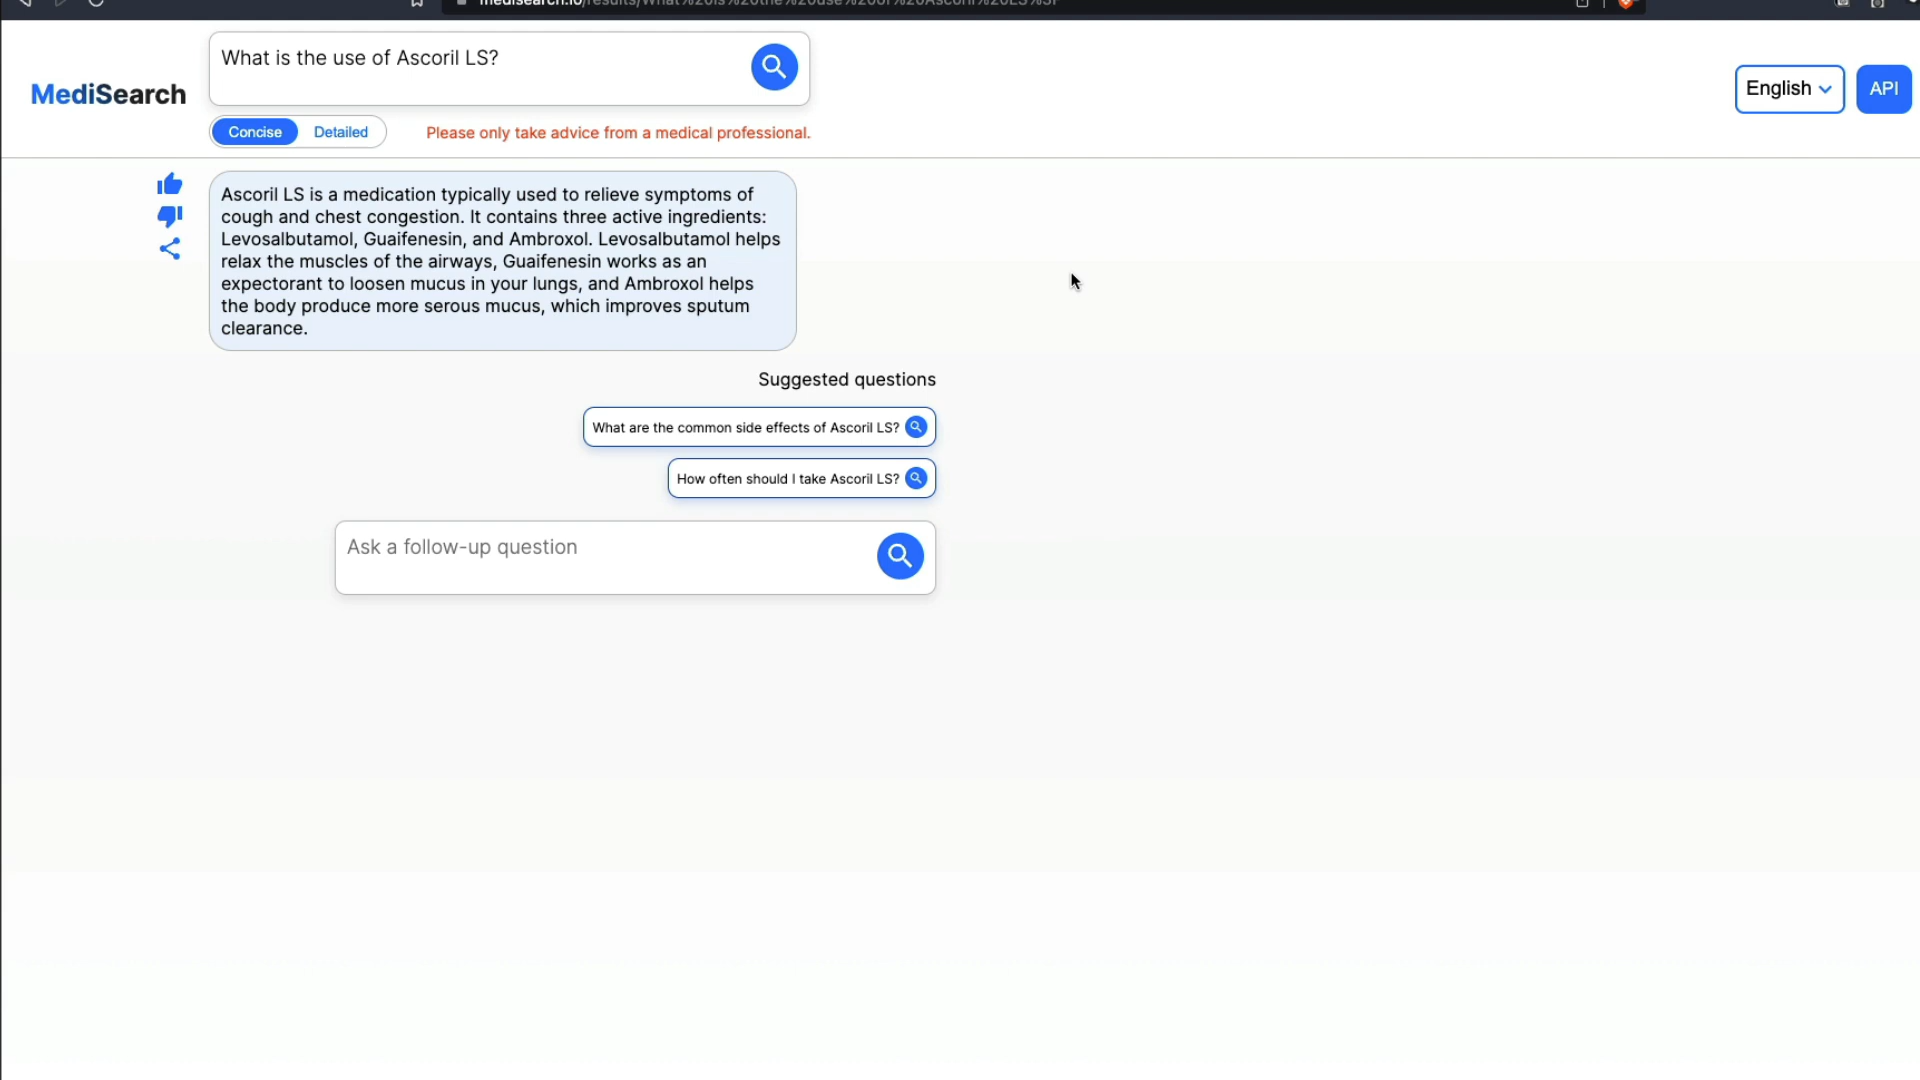 What is the use of Ascoril LS?
MediSearch
English
API
Concise
Detailed
Please only take advice from a medical professional.
Ascoril LS is a medication typically used to relieve symptoms of
cough and chest congestion. It contains three active ingredients:
Levosalbutamol, Guaifenesin, and Ambroxol. Levosalbutamol helps
relax the muscles of the airways, Guaifenesin works as an
expectorant to loosen mucus in your lungs, and Ambroxol helps
the body produce more serous mucus, which improves sputum
clearance.
Suggested questions
What are the common side effects of Ascoril LS?
How often should I take Ascoril LS?
Ask a follow-up question